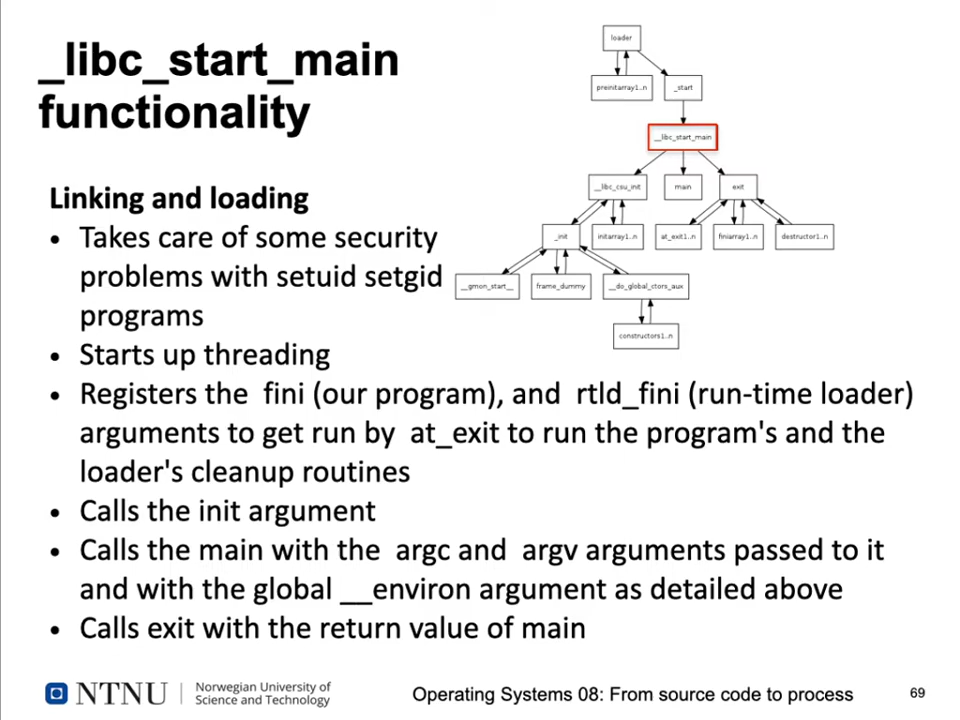 _libc_start_main
functionality
loader
preinitarray1..n
_start
__libc_start_main
__libc_csu_init
main
exit
_init
initarray1..n
at_exit1..n
finiarray1..n
destructor1..n
__gmon_start__
frame_dummy
__do_global_ctors_aux
constructors1..n
Linking and loading
• Takes care of some security
problems with setuid setgid
programs
• Starts up threading
• Registers the fini (our program), and rtld_fini (run-time loader)
arguments to get run by at_exit to run the program's and the
loader's cleanup routines
• Calls the init argument
• Calls the main with the argc and argv arguments passed to it
and with the global __environ argument as detailed above
• Calls exit with the return value of main
NTNU
Norwegian University of
Science and Technology
Operating Systems 08: From source code to process
69